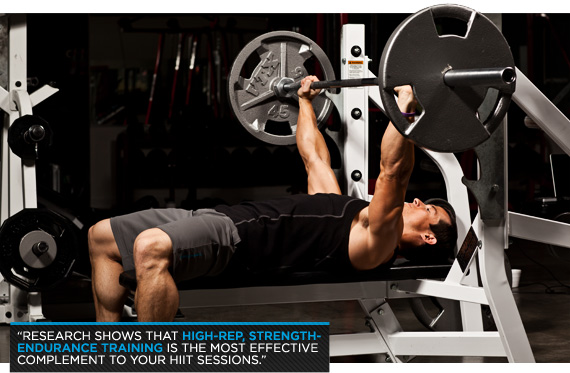 45
“RESEARCH SHOWS THAT HIGH-REP, STRENGTH-
ENDURANCE TRAINING IS THE MOST EFFECTIVE
COMPLEMENT TO YOUR HIIT SESSIONS.”